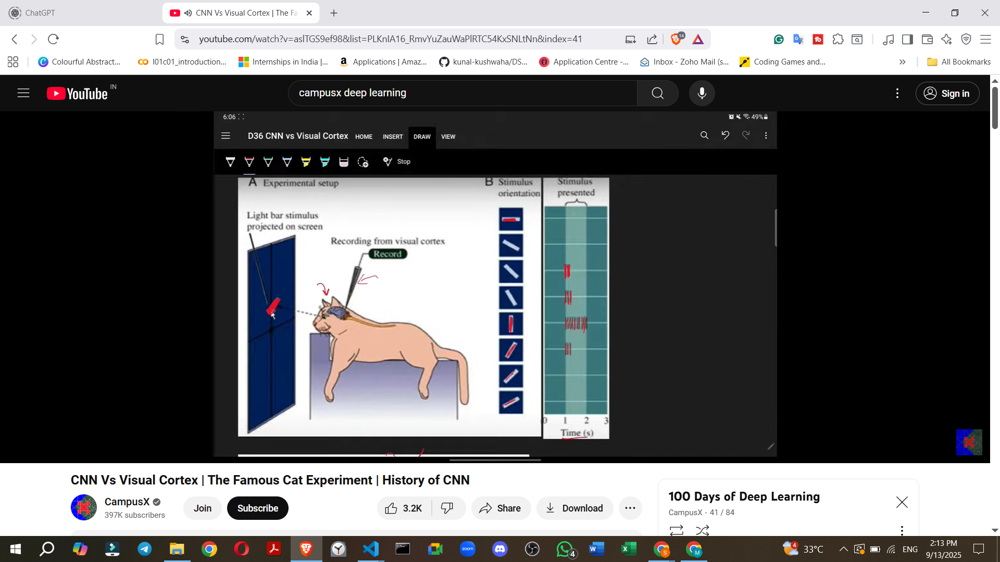 ChatGPT
CNN Vs Visual Cortex | The Fa
youtube.com/watch?v=aslTGS9ef98&list=PLKnIA16_RmvYuZauWaPlRTC54KxSNLtNn&index=41
14
Colourful Abstract...
l01c01_introduction...
Internships in India |...
Applications | Amaz...
kunal-kushwaha/DS...
Application Centre -...
Inbox - Zoho Mail (s...
Coding Games and...
All Bookmarks
YouTube IN
campusx deep learning
Sign in
6:06
49%
D36 CNN vs Visual Cortex HOME INSERT DRAW VIEW
Stop
A Experimental setup
B Stimulus
orientation
Stimulus
presented
Light bar stimulus
projected on screen
Recording from visual cortex
Record
0 1 2 3
Time (s)
CNN Vs Visual Cortex | The Famous Cat Experiment | History of CNN
CampusX
397K subscribers
Join
Subscribe
3.2K
Share
Download
100 Days of Deep Learning
CampusX - 41 / 84
zoom
4
4
33°C
ENG
2:13 PM
9/13/2025